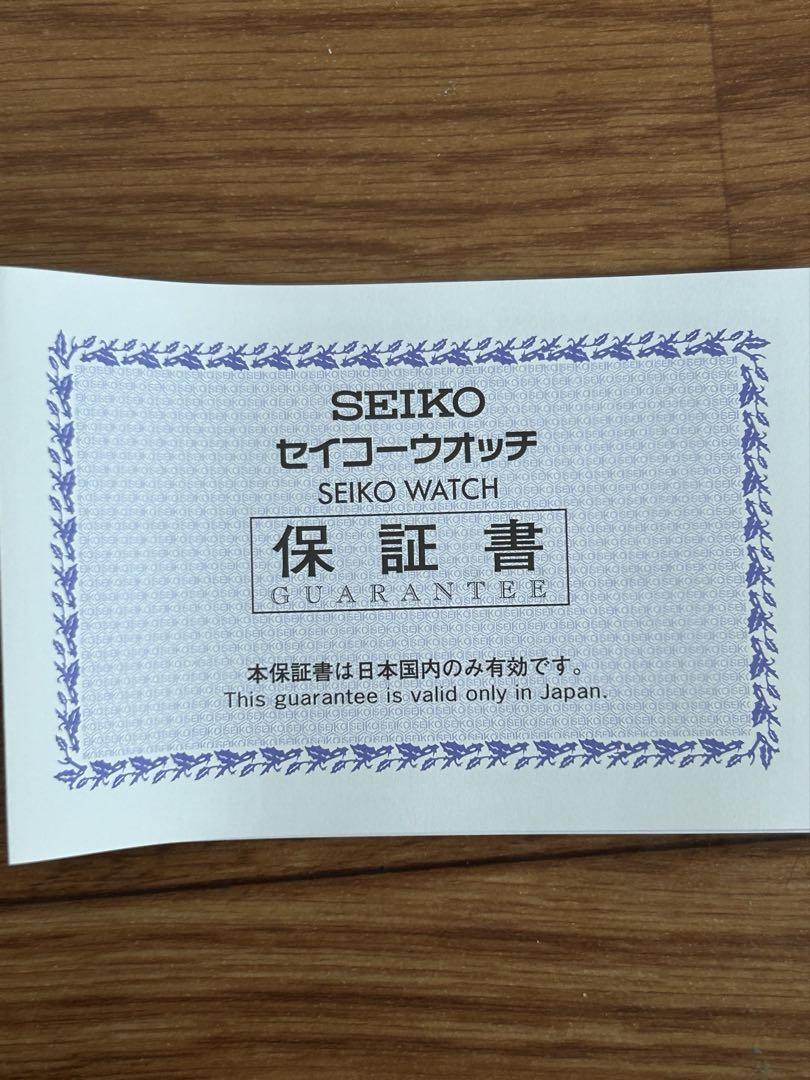 SEIKO
セイコーウオッチ
SEIKO WATCH
保証書
GUARANTEE
本保証書は日本国内のみ有効です。
This guarantee is valid only in Japan.